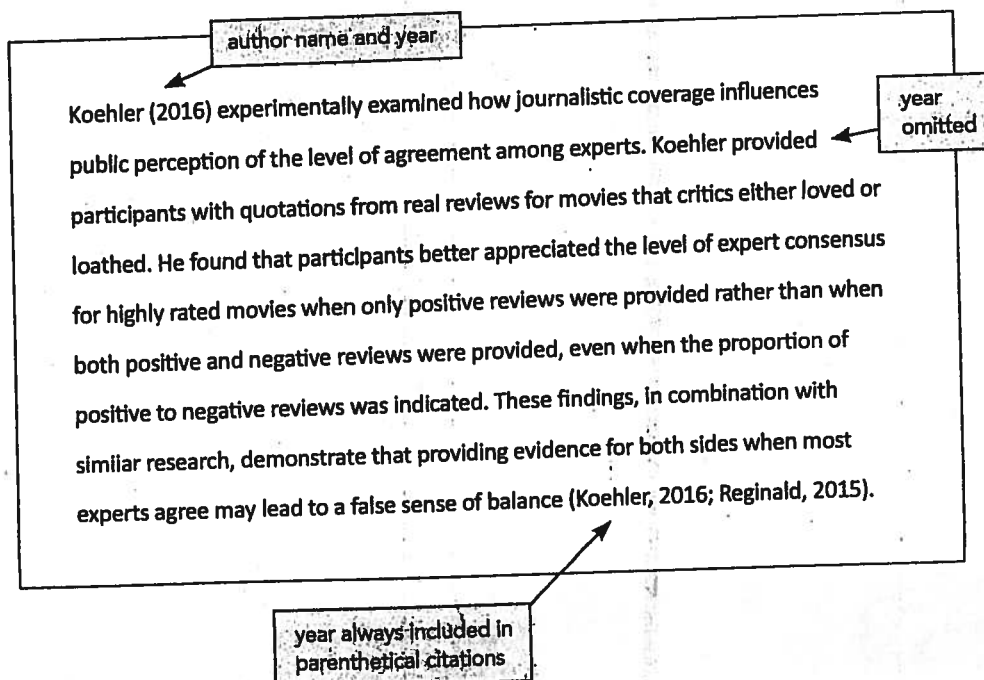 author name and year
Koehler (2016) experimentally examined how journalistic coverage influences
year
omitted
public perception of the level of agreement among experts. Koehler provided
participants with quotations from real reviews for movies that critics either loved or
loathed. He found that participants better appreciated the level of expert consensus
for highly rated movies when only positive reviews were provided rather than when
both positive and negative reviews were provided, even when the proportion of
positive to negative reviews was indicated. These findings, in combination with
similar research, demonstrate that providing evidence for both sides when most
experts agree may lead to a false sense of balance (Koehler, 2016; Reginald, 2015).
year always included in
parenthetical citations